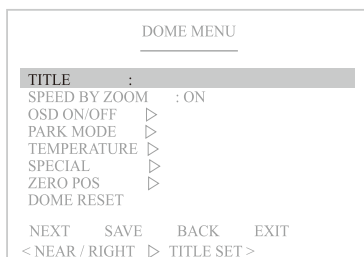 DOME MENU
TITLE :
SPEED BY ZOOM : ON
OSD ON/OFF ▷
PARK MODE ▷
TEMPERATURE ▷
SPECIAL ▷
ZERO POS ▷
DOME RESET
NEXT SAVE BACK EXIT
< NEAR / RIGHT ▷ TITLE SET >